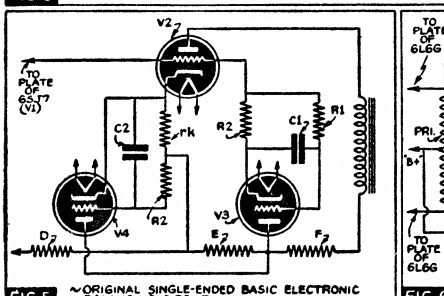 V2
TO
PLATE
OF
6SJ7
(V1)
C2
rk
R2
C1
R1
R2
V4
V3
D
E
F
TO
PLATE
OF
6L6G
PRI.
"B+"
TO
PLATE
OF
6L6G
~ORIGINAL SINGLE-ENDED BASIC ELECTRONIC